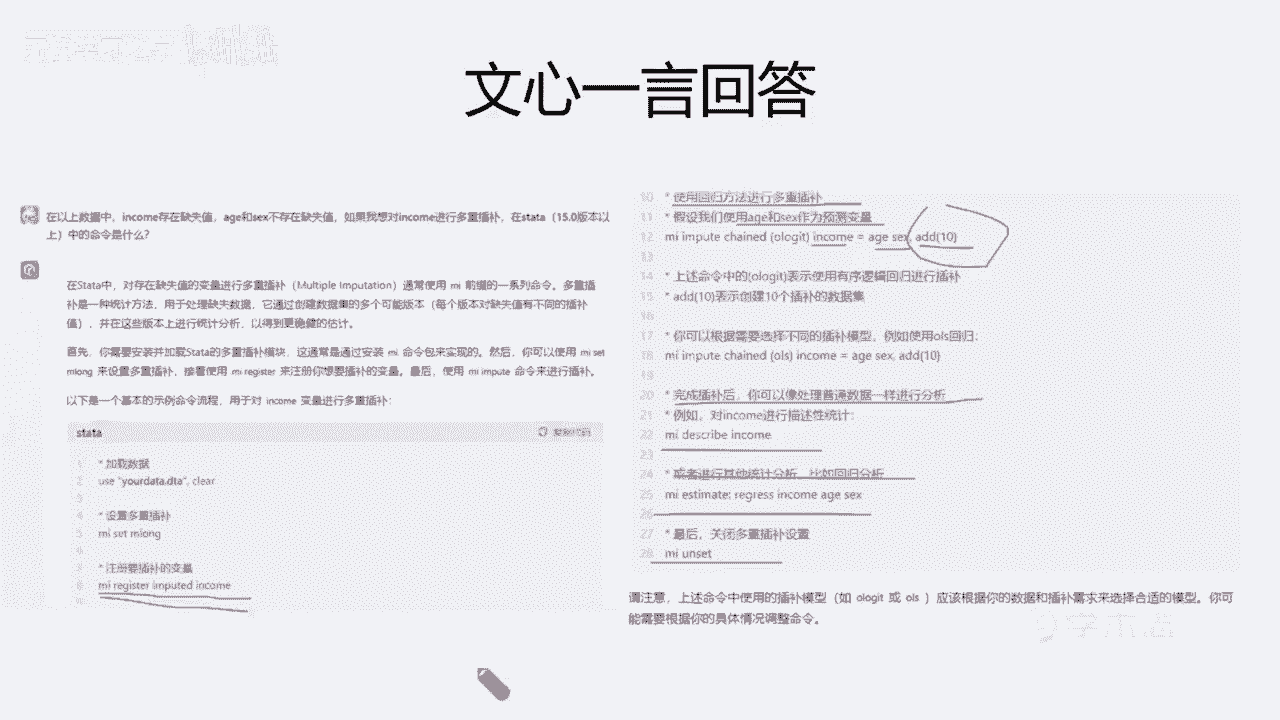 文心一言回答
在以上数据中，income存在缺失值，age和sex不存在缺失值，如果我想对income进行多重插补，在stata（15.0版本以
上）中的命令是什么？
在Stata中，对存在缺失值的变量进行多重插补（Multiple Imputation）通常使用 mi 前缀的一系列命令。多重插
补是一种统计方法，用于处理缺失数据，它通过创建数据集的多个可能版本（每个版本对缺失值有不同的插补
值），并在这些版本上进行统计分析，以得到更稳健的估计。
首先，你需要安装并加载Stata的多重插补模块，这通常是通过安装 mi 命令包来实现的。然后，你可以使用 mi set
mlong 来设置多重插补，接着使用 mi register 来注册你想要插补的变量。最后，使用 mi impute 命令来进行插补。
以下是一个基本的示例命令流程，用于对 income 变量进行多重插补：
stata
1 * 加载数据
2 use "yourdata.dta", clear
3
4 * 设置多重插补
5 mi set mlong
6
7 * 注册要插补的变量
8 mi register imputed income
9
10 * 使用回归方法进行多重插补
11 * 假设我们使用age和sex作为预测变量
12 mi impute chained (ologit) income = age sex, add(10)
13
14 * 上述命令中的(ologit)表示使用有序逻辑回归进行插补
15 * add(10)表示创建10个插补的数据集
16
17 * 你可以根据需要选择不同的插补模型，例如使用ols回归：
18 mi impute chained (ols) income = age sex, add(10)
19
20 * 完成插补后，你可以像处理普通数据一样进行分析
21 * 例如，对income进行描述性统计：
22 mi describe income
23
24 * 或者进行其他统计分析，比如回归分析
25 mi estimate: regress income age sex
26
27 * 最后，关闭多重插补设置
28 mi unset
请注意，上述命令中使用的插补模型（如 ologit 或 ols ）应该根据你的数据和插补需求来选择合适的模型。你可
能需要根据你的具体情况调整命令。